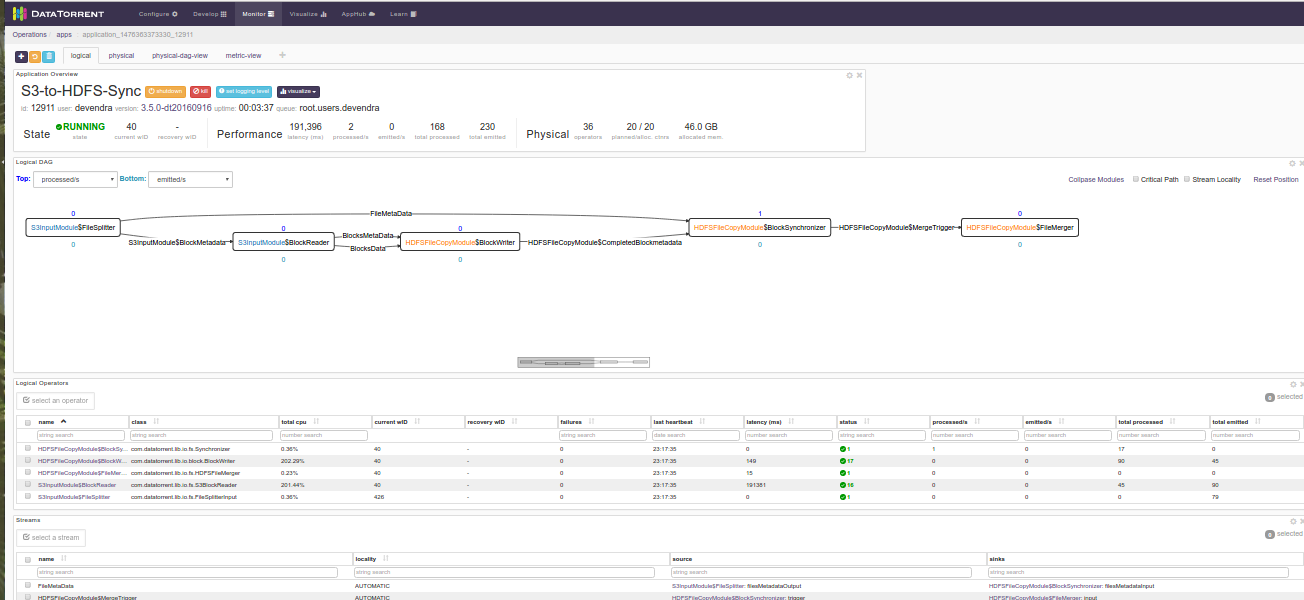 DATATORRENT Configure Develop Monitor Visualize AppHub Learn
Operations / apps / application_1476363373330_12911
logical physical physical-dag-view metric-view +
Application Overview
S3-to-HDFS-Sync shutdown kill set logging level visualize
id: 12911 user: devendra version: 3.5.0-dt20160916 uptime: 00:03:37 queue: root.users.devendra
State RUNNING 40 - Performance 191,396 2 0 168 230 Physical 36 20 / 20 46.0 GB
state current wID recovery wID latency (ms) processed/s emitted/s total processed total emitted operators planned/alloc. ctnrs allocated mem.
Logical DAG
Top: processed/s Bottom: emitted/s Collpase Modules Critical Path Stream Locality Reset Position
0 FileMetaData 1 0
S3InputModule$FileSplitter 0 0 HDFSFileCopyModule$BlockSynchronizer HDFSFileCopyModule$MergeTrigger HDFSFileCopyModule$FileMerger
S3InputModule$BlockMetadata S3InputModule$BlockReader BlocksMetaData HDFSFileCopyModule$BlockWriter HDFSFileCopyModule$CompletedBlockmetadata
0 BlocksData 0 0
0 0
Logical Operators
select an operator 0 selected
name class total cpu current wID recovery wID failures last heartbeat latency (ms) status processed/s emitted/s total processed total emitted
string search string search number search string search date search number search string search number search number search number search number search
HDFSFileCopyModule$BlockSy... com.datatorrent.lib.io.fs.Synchronizer 0.36% 40 - 0 23:17:35 0 1 1 0 17 0
HDFSFileCopyModule$BlockW... com.datatorrent.lib.io.block.BlockWriter 202.29% 40 - 0 23:17:35 149 17 0 0 90 45
HDFSFileCopyModule$FileMer... com.datatorrent.lib.io.fs.HDFSFileMerger 0.23% 40 - 0 23:17:35 15 1 0 0 0 0
S3InputModule$BlockReader com.datatorrent.lib.io.fs.S3BlockReader 201.44% 40 - 0 23:17:35 191381 16 0 0 45 90
S3InputModule$FileSplitter com.datatorrent.lib.io.fs.FileSplitterInput 0.36% 426 - 0 23:17:35 1 0 0 0 79
Streams
select a stream 0 selected
name locality source sinks
string search string search string search string search
FileMetaData AUTOMATIC S3InputModule$FileSplitter: filesMetadataOutput HDFSFileCopyModule$BlockSynchronizer: filesMetadataInput
HDFSFileCopyModule$MergeTrigger AUTOMATIC HDFSFileCopyModule$BlockSynchronizer: trigger HDFSFileCopyModule$FileMerger: input